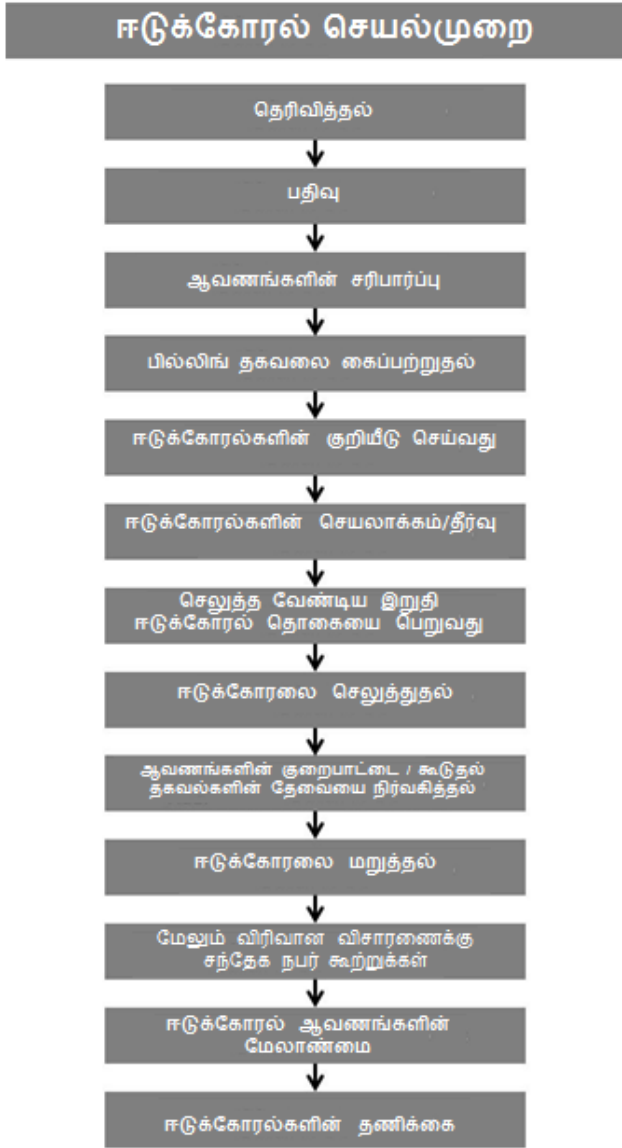 ஈடுக்கோரல் செயல்முறை
தெரிவித்தல்
பதிவு
ஆவணங்களின் சரிபார்ப்பு
பில்லிங் தகவலை கைப்பற்றுதல்
ஈடுக்கோரல்களின் குறியீடு செய்வது
ஈடுக்கோரல்களின் செயலாக்கம்/தீர்வு
செலுத்த வேண்டிய இறுதி
ஈடுக்கோரல் தொகையை பெறுவது
ஈடுக்கோரலை செலுத்துதல்
ஆவணங்களின் குறைபாட்டை / கூடுதல்
தகவல்களின் தேவையை நிர்வகித்தல்
ஈடுக்கோரலை மறுத்தல்
மேலும் விரிவான விசாரணைக்கு
சந்தேக நபர் கூற்றுக்கள்
ஈடுக்கோரல் ஆவணங்களின்
மேலாண்மை
ஈடுக்கோரல்களின் தணிக்கை